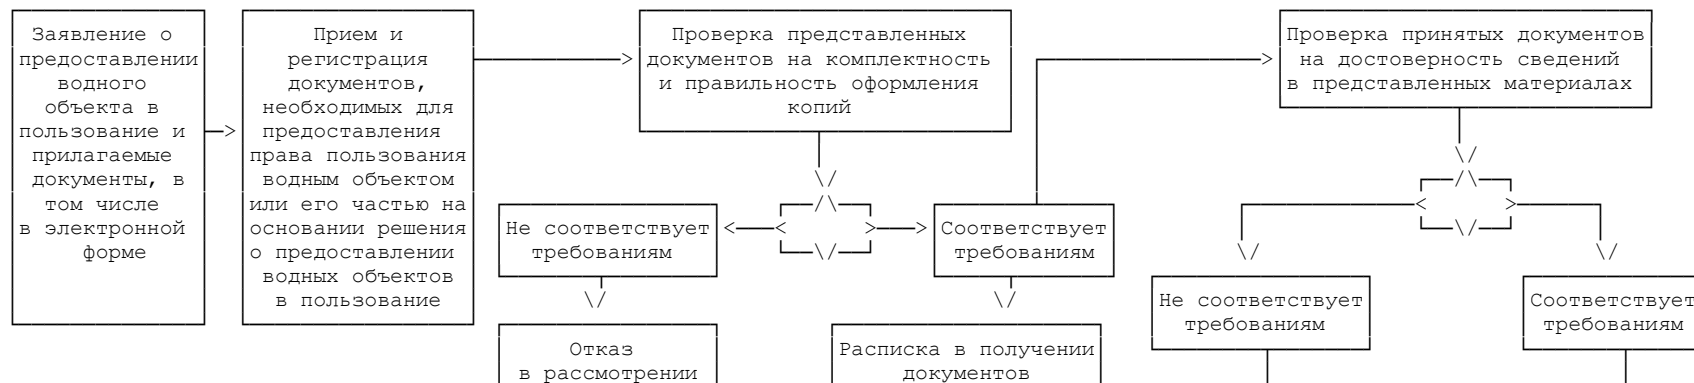 Заявление о
предоставлении
водного
объекта в
пользование и
прилагаемые
документы, в
том числе
в электронной
форме
Прием и
регистрация
документов,
необходимых для
предоставления
права пользования
водным объектом
или его частью на
основании решения
о предоставлении
водных объектов
в пользование
Проверка представленных
документов на комплектность
и правильность оформления
копий
Не соответствует
требованиям
Соответствует
требованиям
Отказ
в рассмотрении
Расписка в получении
документов
Проверка принятых документов
на достоверность сведений
в представленных материалах
Не соответствует
требованиям
Соответствует
требованиям